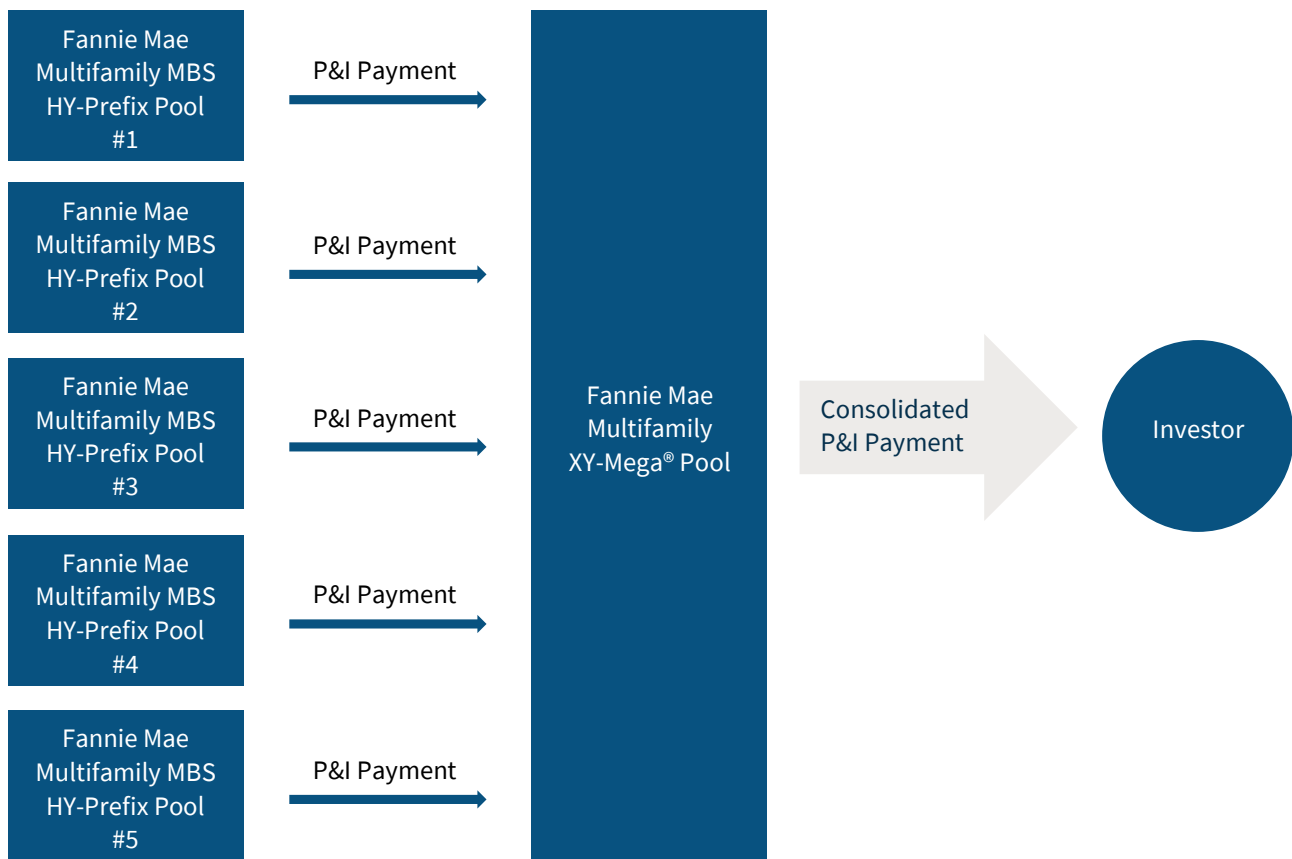 Fannie Mae
Multifamily MBS
HY-Prefix Pool
#1
P&I Payment
Fannie Mae
Multifamily MBS
HY-Prefix Pool
#2
P&I Payment
Fannie Mae
Multifamily MBS
HY-Prefix Pool
#3
P&I Payment
Fannie Mae
Multifamily MBS
HY-Prefix Pool
#4
P&I Payment
Fannie Mae
Multifamily MBS
HY-Prefix Pool
#5
P&I Payment
Fannie Mae
Multifamily
XY-Mega® Pool
Consolidated
P&I Payment
Investor